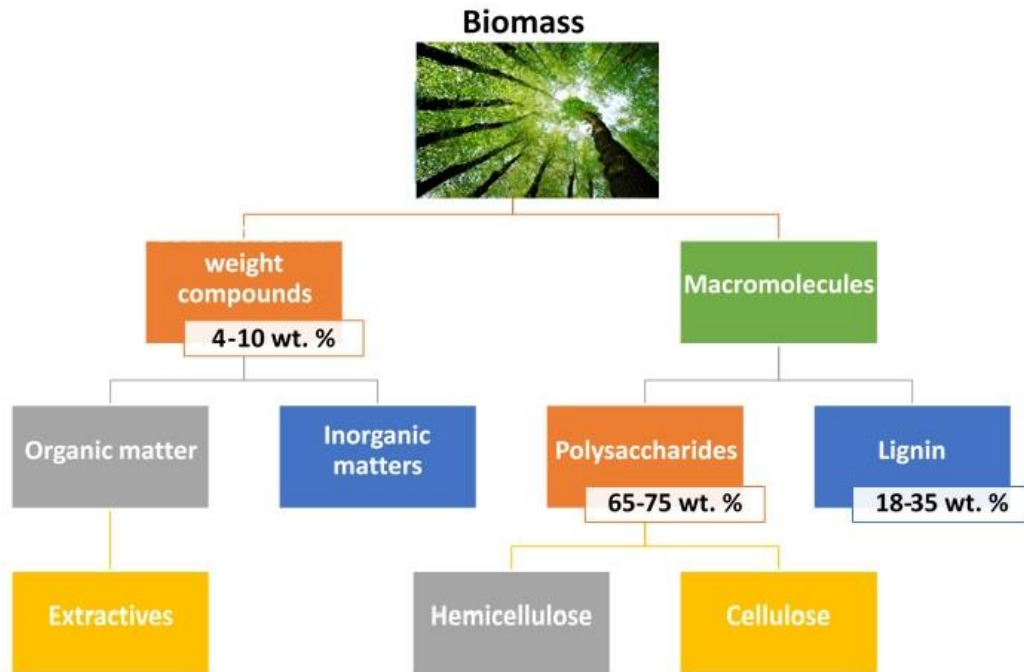 Biomass
weight
compounds
4-10 wt. %
Macromolecules
Organic matter
Inorganic
matters
Polysaccharides
65-75 wt. %
Lignin
18-35 wt. %
Extractives
Hemicellulose
Cellulose